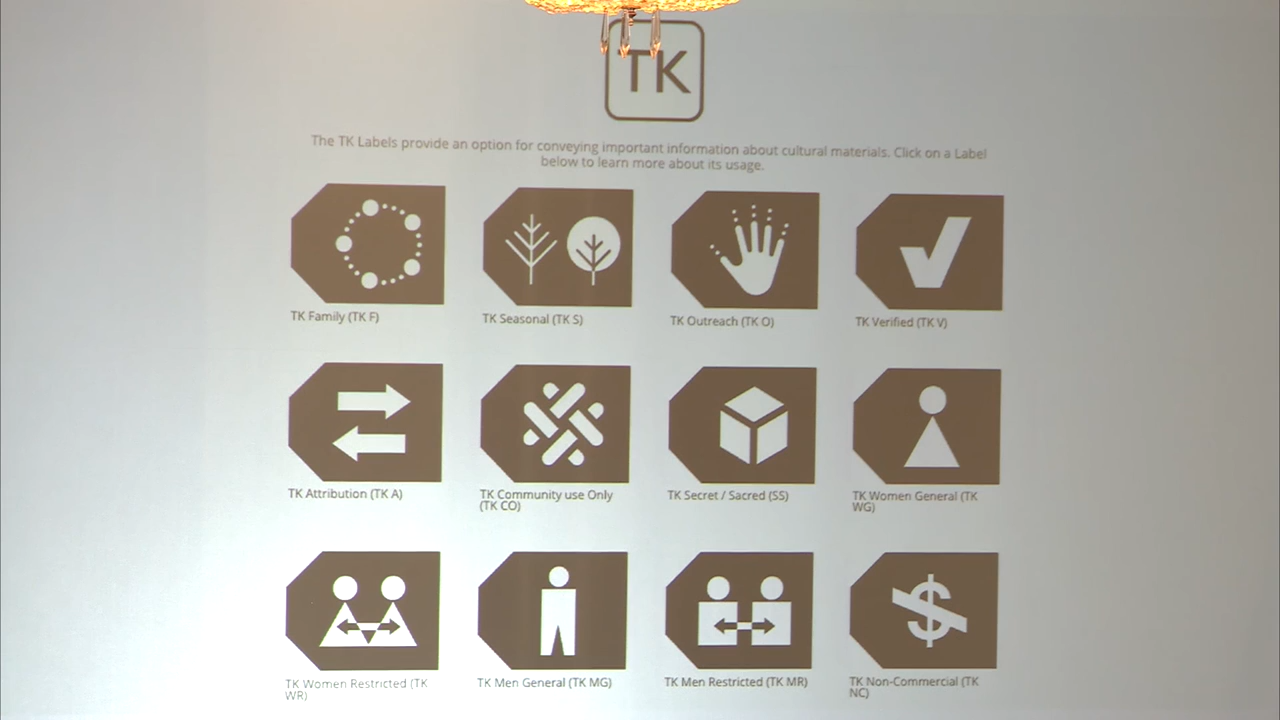 TK
The TK Labels provide an option for conveying important information about cultural materials. Click on a Label
below to learn more about its usage.
TK Family (TK F)
TK Seasonal (TK S)
TK Outreach (TK O)
TK Verified (TK V)
TK Attribution (TK A)
TK Community use Only
(TK CO)
TK Secret / Sacred (SS)
TK Women General (TK
WG)
TK Women Restricted (TK
WR)
TK Men General (TK MG)
TK Men Restricted (TK MR)
TK Non-Commercial (TK
NC)